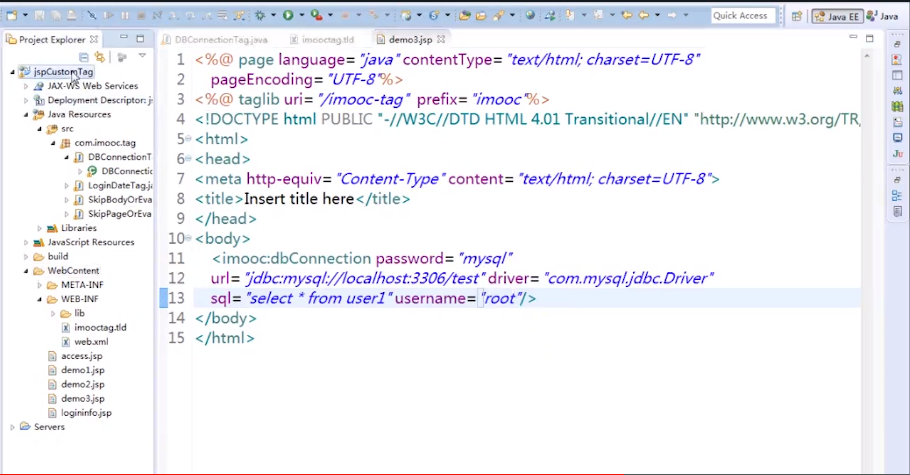 Quick Access
Java EE
Java
Project Explorer
DBConnectionTag.java
imooctag.tld
demo3.jsp
jspCustomTag
JAX-WS Web Services
Deployment Descriptor: js
Java Resources
src
com.imooc.tag
DBConnectionT
DBConnectio
LoginDateTag.ja
SkipBodyOrEva
SkipPageOrEva
Libraries
JavaScript Resources
build
WebContent
META-INF
WEB-INF
lib
imooctag.tld
web.xml
access.jsp
demo1.jsp
demo2.jsp
demo3.jsp
logininfo.jsp
Servers
1 <%@ page language="java" contentType="text/html; charset=UTF-8"
2 pageEncoding="UTF-8"%>
3 <%@ taglib uri="/imooc-tag" prefix="imooc"%>
4 <!DOCTYPE html PUBLIC "-//W3C//DTD HTML 4.01 Transitional//EN" "http://www.w3.org/TR/
5 <html>
6 <head>
7 <meta http-equiv="Content-Type" content="text/html; charset=UTF-8">
8 <title>Insert title here</title>
9 </head>
10 <body>
11 <imooc:dbConnection password="mysql"
12 url="jdbc:mysql://localhost:3306/test" driver="com.mysql.jdbc.Driver"
13 sql="select * from user1" username="root"/>
14 </body>
15 </html>